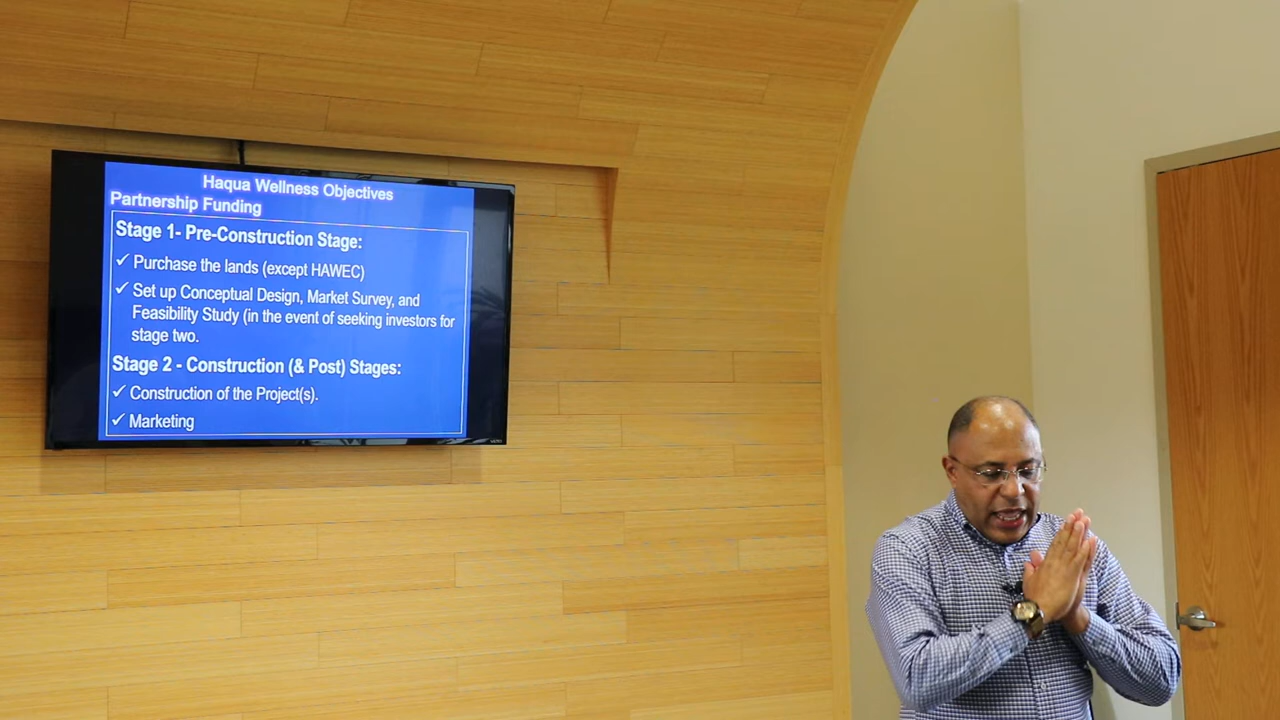 Haqua Wellness Objectives
Partnership Funding
Stage 1- Pre-Construction Stage:
✓ Purchase the lands (except HAWEC)
✓ Set up Conceptual Design, Market Survey, and
Feasibility Study (in the event of seeking investors for
stage two.
Stage 2 - Construction (& Post) Stages:
✓ Construction of the Project(s).
✓ Marketing